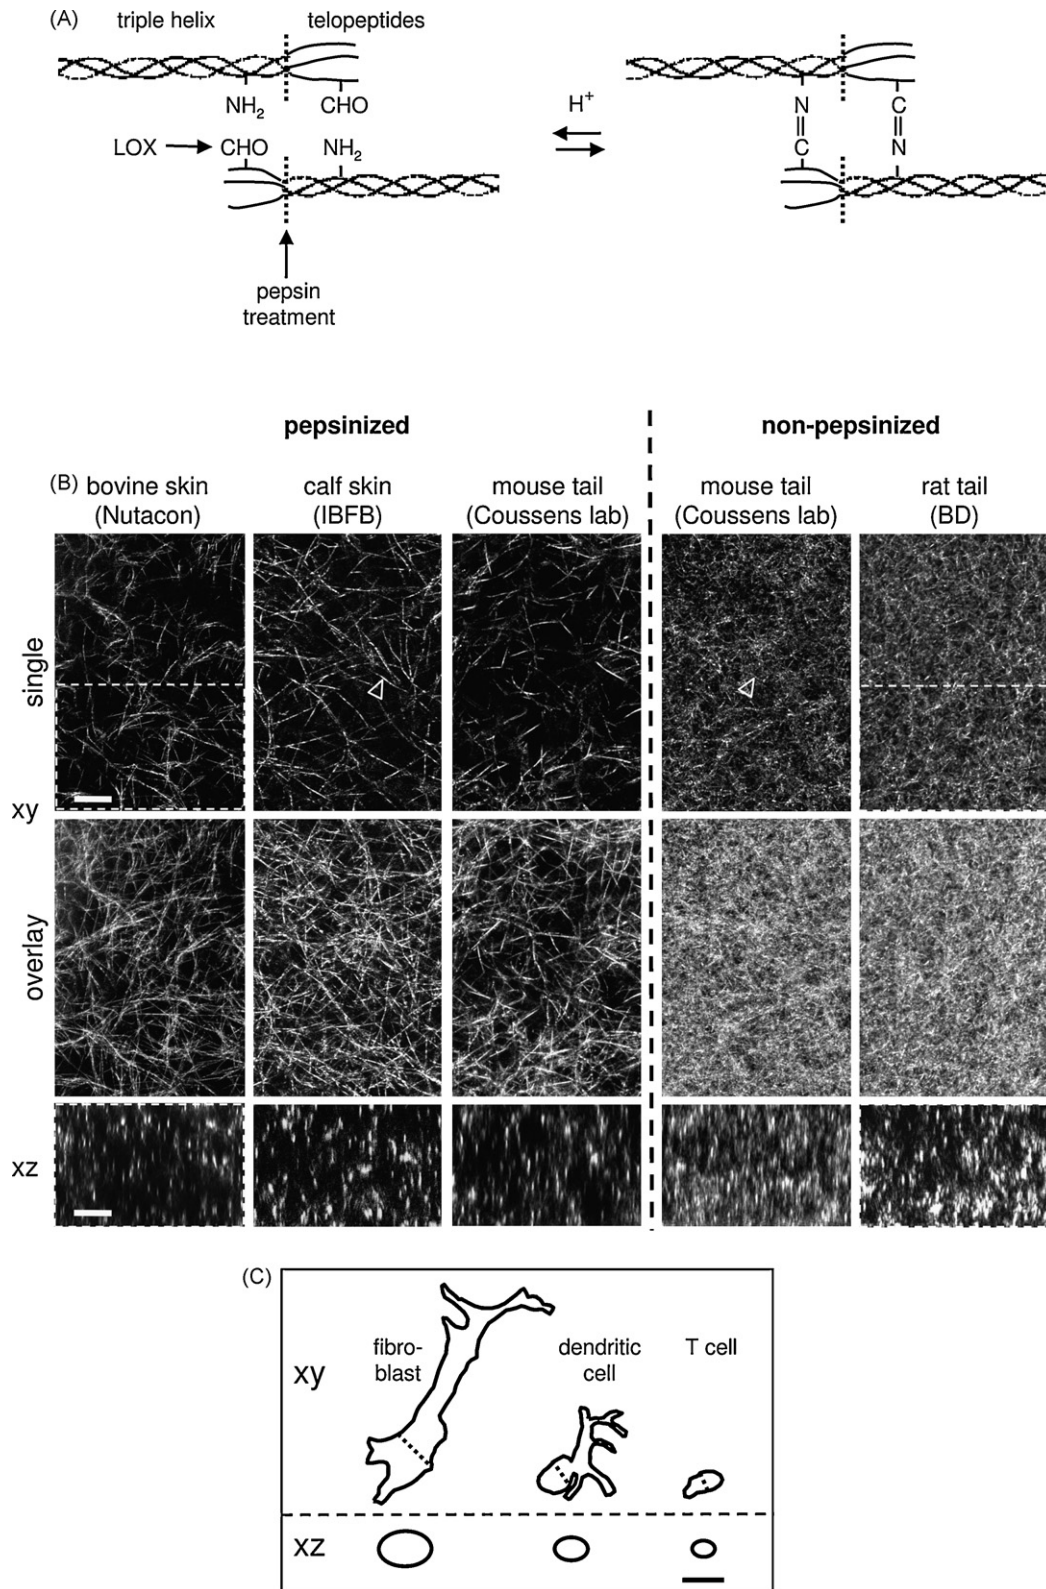 (A)
triple helix telopeptides
NH2 CHO
LOX CHO NH2
pepsin
treatment
H+
N C
C N
pepsinized non-pepsinized
(B)
bovine skin
(Nutacon)
calf skin
(IBFB)
mouse tail
(Coussens lab)
mouse tail
(Coussens lab)
rat tail
(BD)
single
xy
overlay
xz
(C)
xy
fibro-
blast
dendritic
cell
T cell
xz